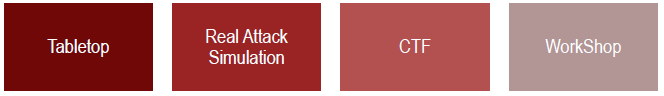 Tabletop
Real Attack
Simulation
CTF
WorkShop